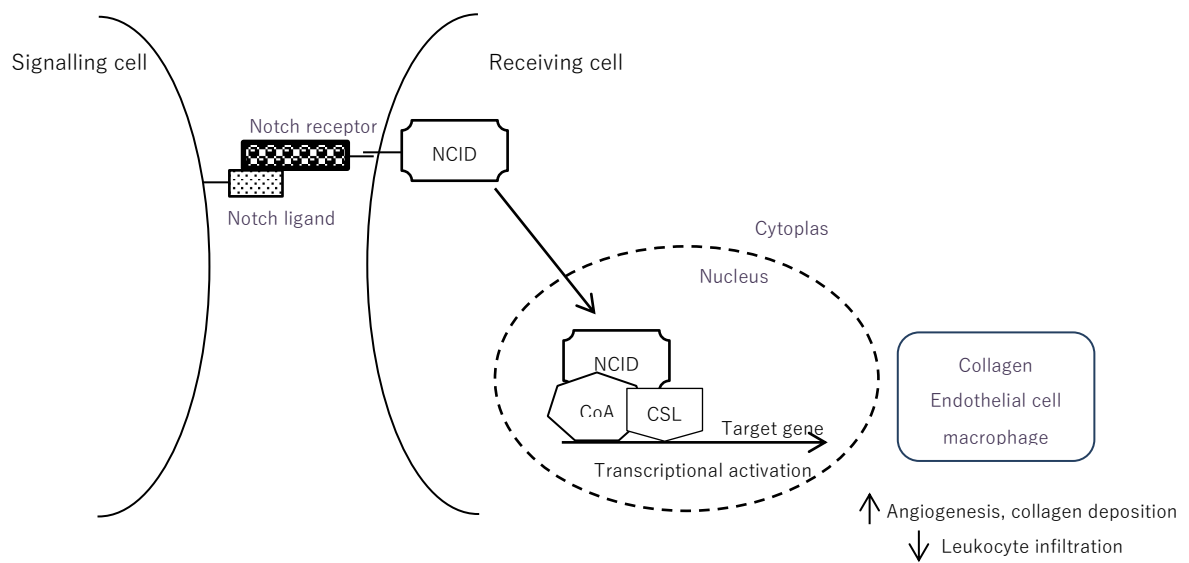 Signalling cell
Receiving cell
Notch receptor
NCID
Notch ligand
Cytoplas
Nucleus
NCID
CoA
CSL
Target gene
Transcriptional activation
Collagen
Endothelial cell
macrophage
Angiogenesis, collagen deposition
Leukocyte infiltration